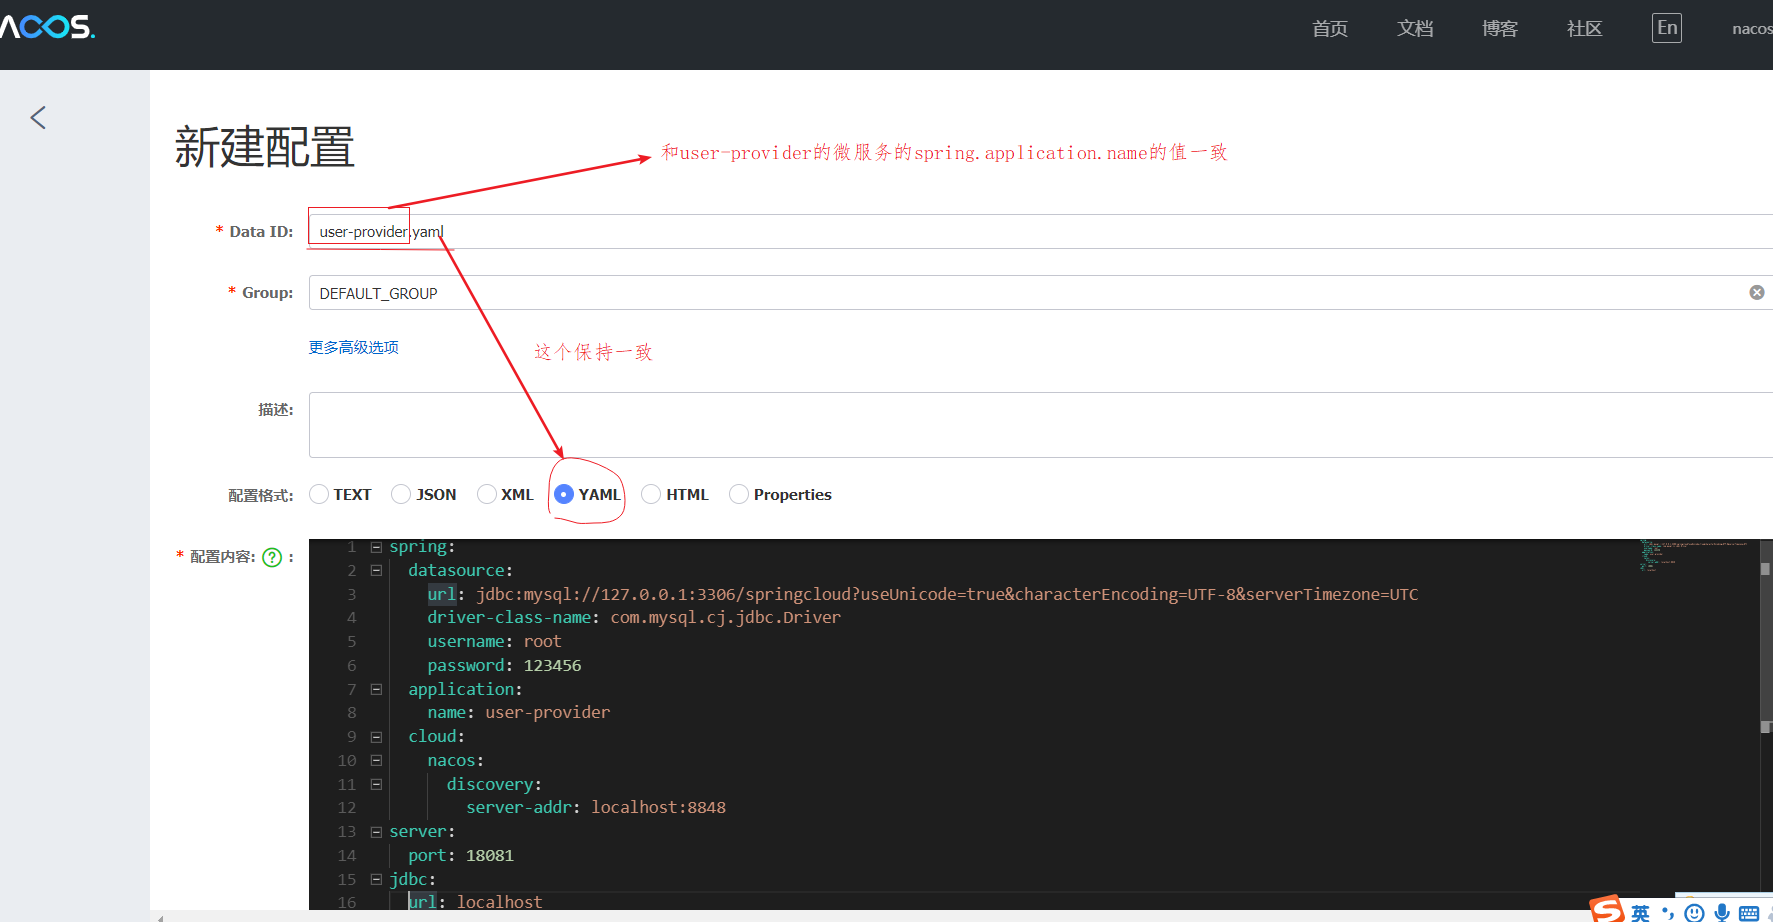 NACOS.
首页 文档 博客 社区 En nacos
新建配置
和user-provider的微服务的spring.application.name的值一致
* Data ID: user-provider.yaml
* Group: DEFAULT_GROUP
更多高级选项
这个保持一致
描述:
配置格式: TEXT JSON XML YAML HTML Properties
* 配置内容: ? :
1 spring:
2 datasource:
3 url: jdbc:mysql://127.0.0.1:3306/springcloud?useUnicode=true&characterEncoding=UTF-8&serverTimezone=UTC
4 driver-class-name: com.mysql.cj.jdbc.Driver
5 username: root
6 password: 123456
7 application:
8 name: user-provider
9 cloud:
10 nacos:
11 discovery:
12 server-addr: localhost:8848
13 server:
14 port: 18081
15 jdbc:
16 url: localhost
S 英